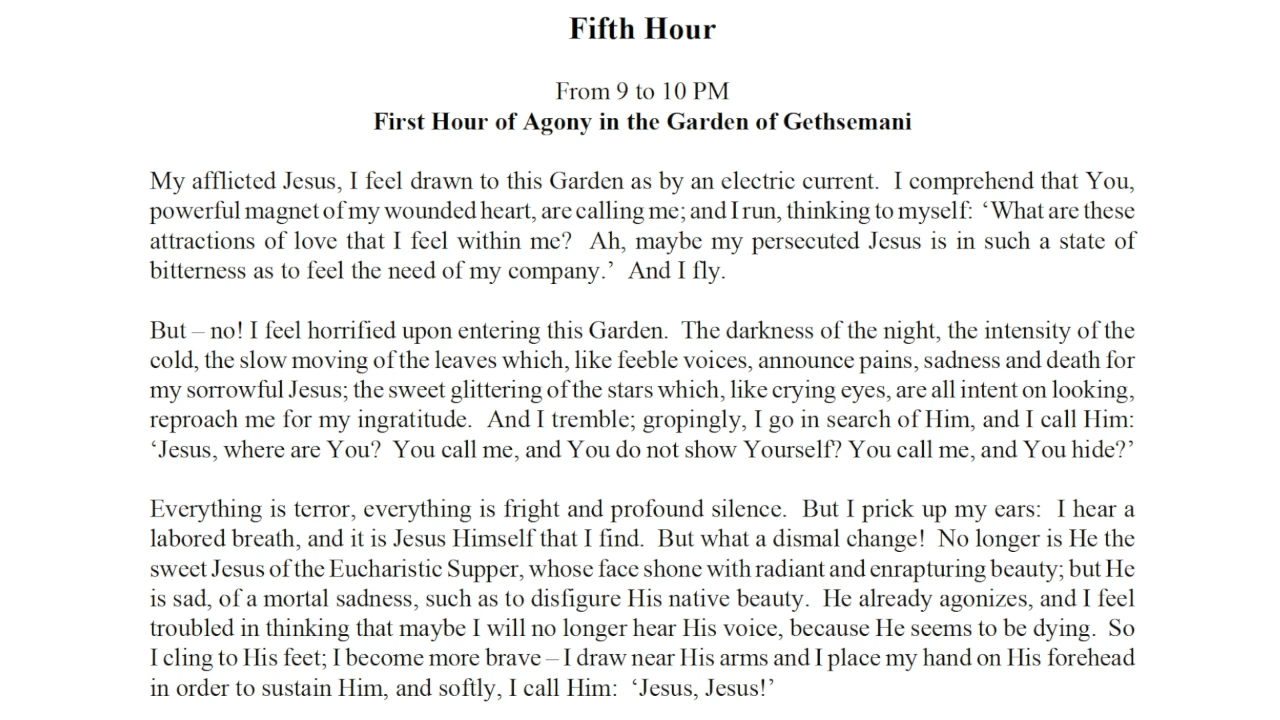 Fifth Hour
From 9 to 10 PM
First Hour of Agony in the Garden of Gethsemani
My afflicted Jesus, I feel drawn to this Garden as by an electric current.  I comprehend that You,
powerful magnet of my wounded heart, are calling me; and I run, thinking to myself:  ‘What are these
attractions of love that I feel within me?  Ah, maybe my persecuted Jesus is in such a state of
bitterness as to feel the need of my company.’  And I fly.
But – no! I feel horrified upon entering this Garden.  The darkness of the night, the intensity of the
cold, the slow moving of the leaves which, like feeble voices, announce pains, sadness and death for
my sorrowful Jesus; the sweet glittering of the stars which, like crying eyes, are all intent on looking,
reproach me for my ingratitude.  And I tremble; gropingly, I go in search of Him, and I call Him:
‘Jesus, where are You?  You call me, and You do not show Yourself? You call me, and You hide?’
Everything is terror, everything is fright and profound silence.  But I prick up my ears:  I hear a
labored breath, and it is Jesus Himself that I find.  But what a dismal change!  No longer is He the
sweet Jesus of the Eucharistic Supper, whose face shone with radiant and enrapturing beauty; but He
is sad, of a mortal sadness, such as to disfigure His native beauty.  He already agonizes, and I feel
troubled in thinking that maybe I will no longer hear His voice, because He seems to be dying.  So
I cling to His feet; I become more brave – I draw near His arms and I place my hand on His forehead
in order to sustain Him, and softly, I call Him:  ‘Jesus, Jesus!’